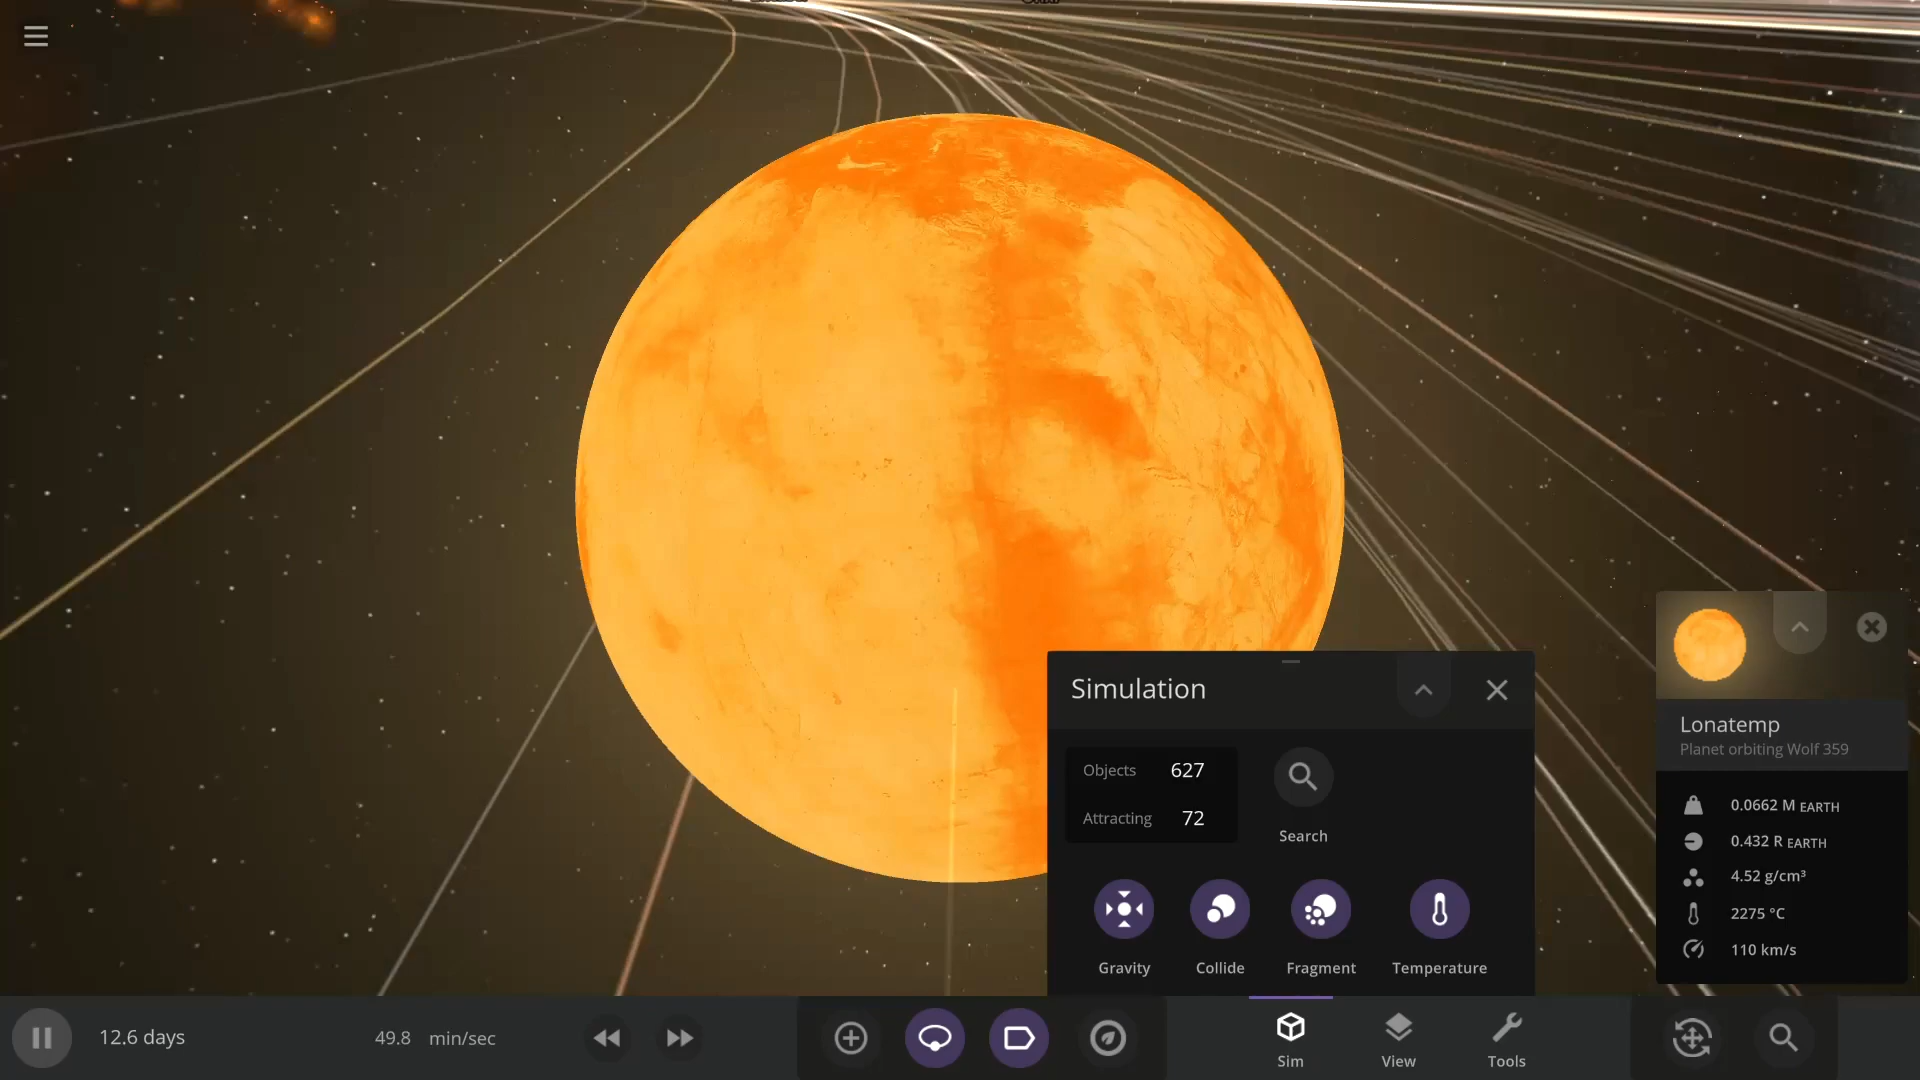 Simulation
Objects 627
Attracting 72
Search
Gravity Collide Fragment Temperature
Lonatemp
Planet orbiting Wolf 359
0.0662 M EARTH
0.432 R EARTH
4.52 g/cm³
2275 °C
110 km/s
12.6 days 49.8 min/sec
Sim View Tools